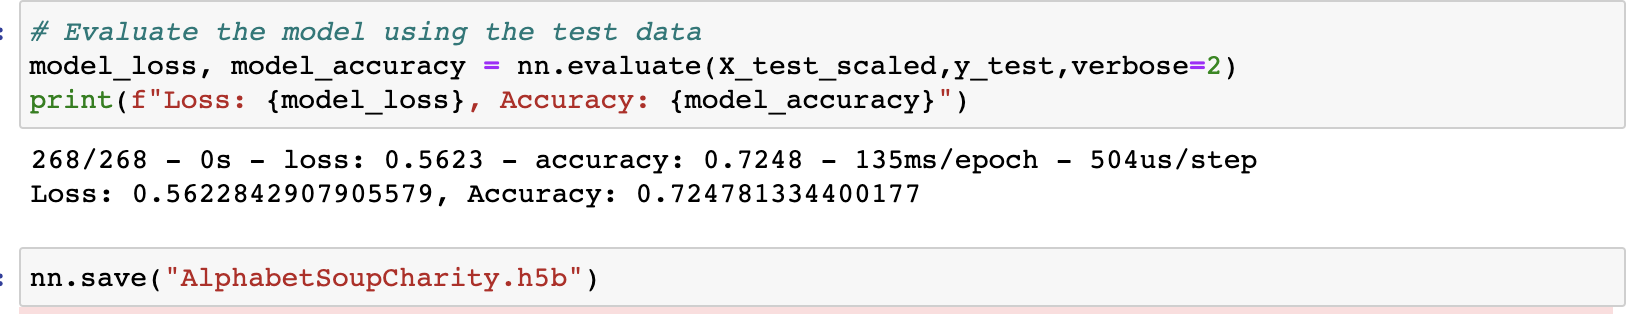 # Evaluate the model using the test data
model_loss, model_accuracy = nn.evaluate(X_test_scaled,y_test,verbose=2)
print(f"Loss: {model_loss}, Accuracy: {model_accuracy}")
268/268 - 0s - loss: 0.5623 - accuracy: 0.7248 - 135ms/epoch - 504us/step
Loss: 0.5622842907905579, Accuracy: 0.724781334400177
nn.save("AlphabetSoupCharity.h5b")